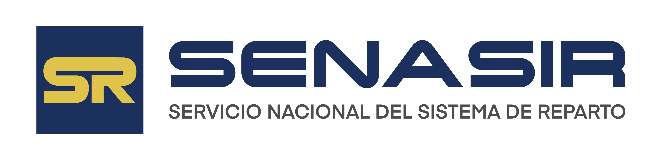 SR
SENASIR
SERVICIO NACIONAL DEL SISTEMA DE REPARTO